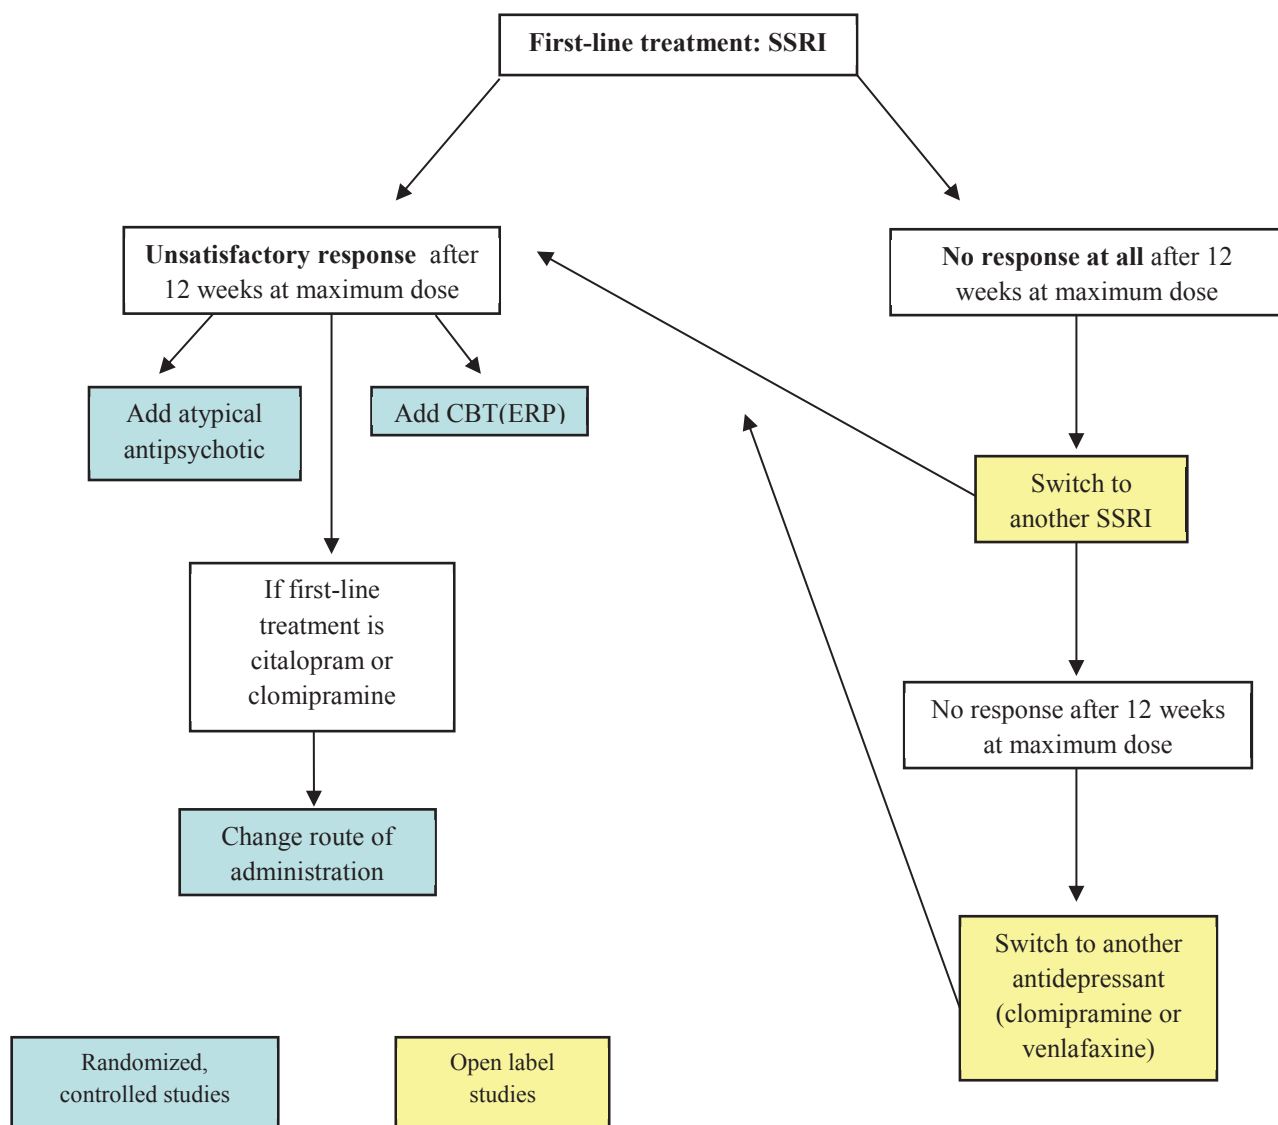 First-line treatment: SSRI
Unsatisfactory response after
12 weeks at maximum dose
No response at all after 12
weeks at maximum dose
Add atypical
antipsychotic
Add CBT(ERP)
Switch to
another SSRI
If first-line
treatment is
citalopram or
clomipramine
No response after 12 weeks
at maximum dose
Change route of
administration
Switch to another
antidepressant
(clomipramine or
venlafaxine)
Randomized,
controlled studies
Open label
studies